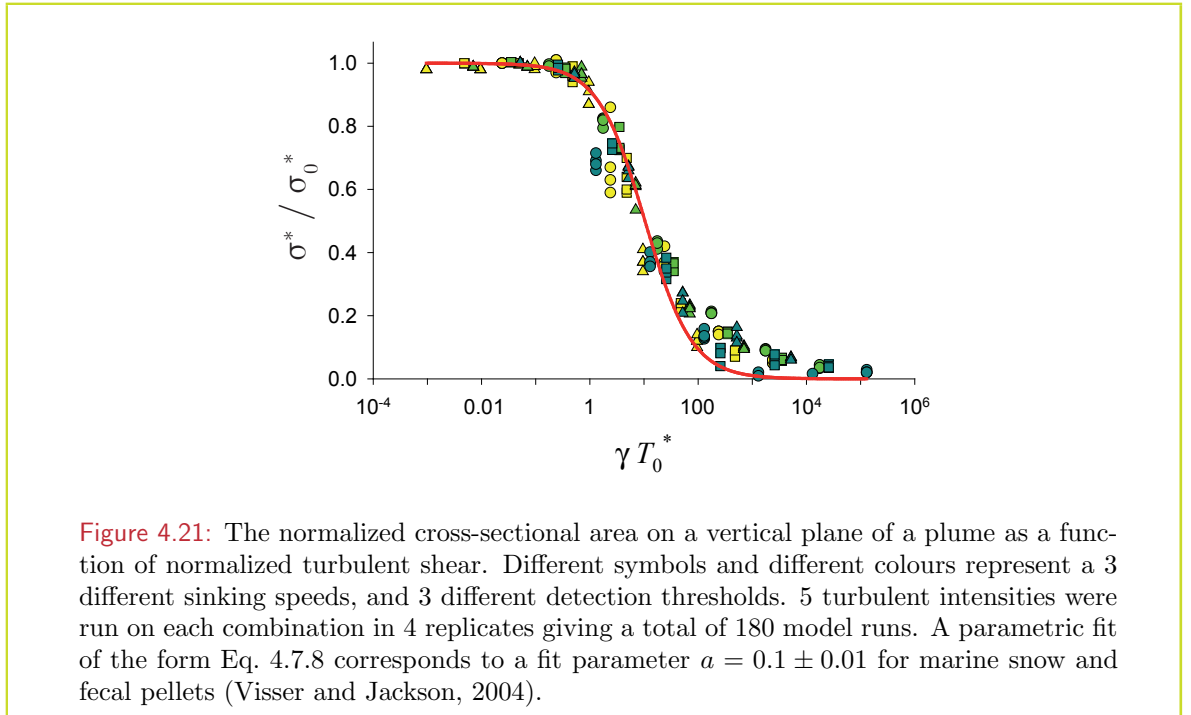 1.0
0.8
0.6
0.4
0.2
0.0
σ* / σ₀*
10⁻⁴ 0.01 1 100 10⁴ 10⁶
γ T₀*
Figure 4.21: The normalized cross-sectional area on a vertical plane of a plume as a func-
tion of normalized turbulent shear. Different symbols and different colours represent a 3
different sinking speeds, and 3 different detection thresholds. 5 turbulent intensities were
run on each combination in 4 replicates giving a total of 180 model runs. A parametric fit
of the form Eq. 4.7.8 corresponds to a fit parameter a = 0.1 ± 0.01 for marine snow and
fecal pellets (Visser and Jackson, 2004).